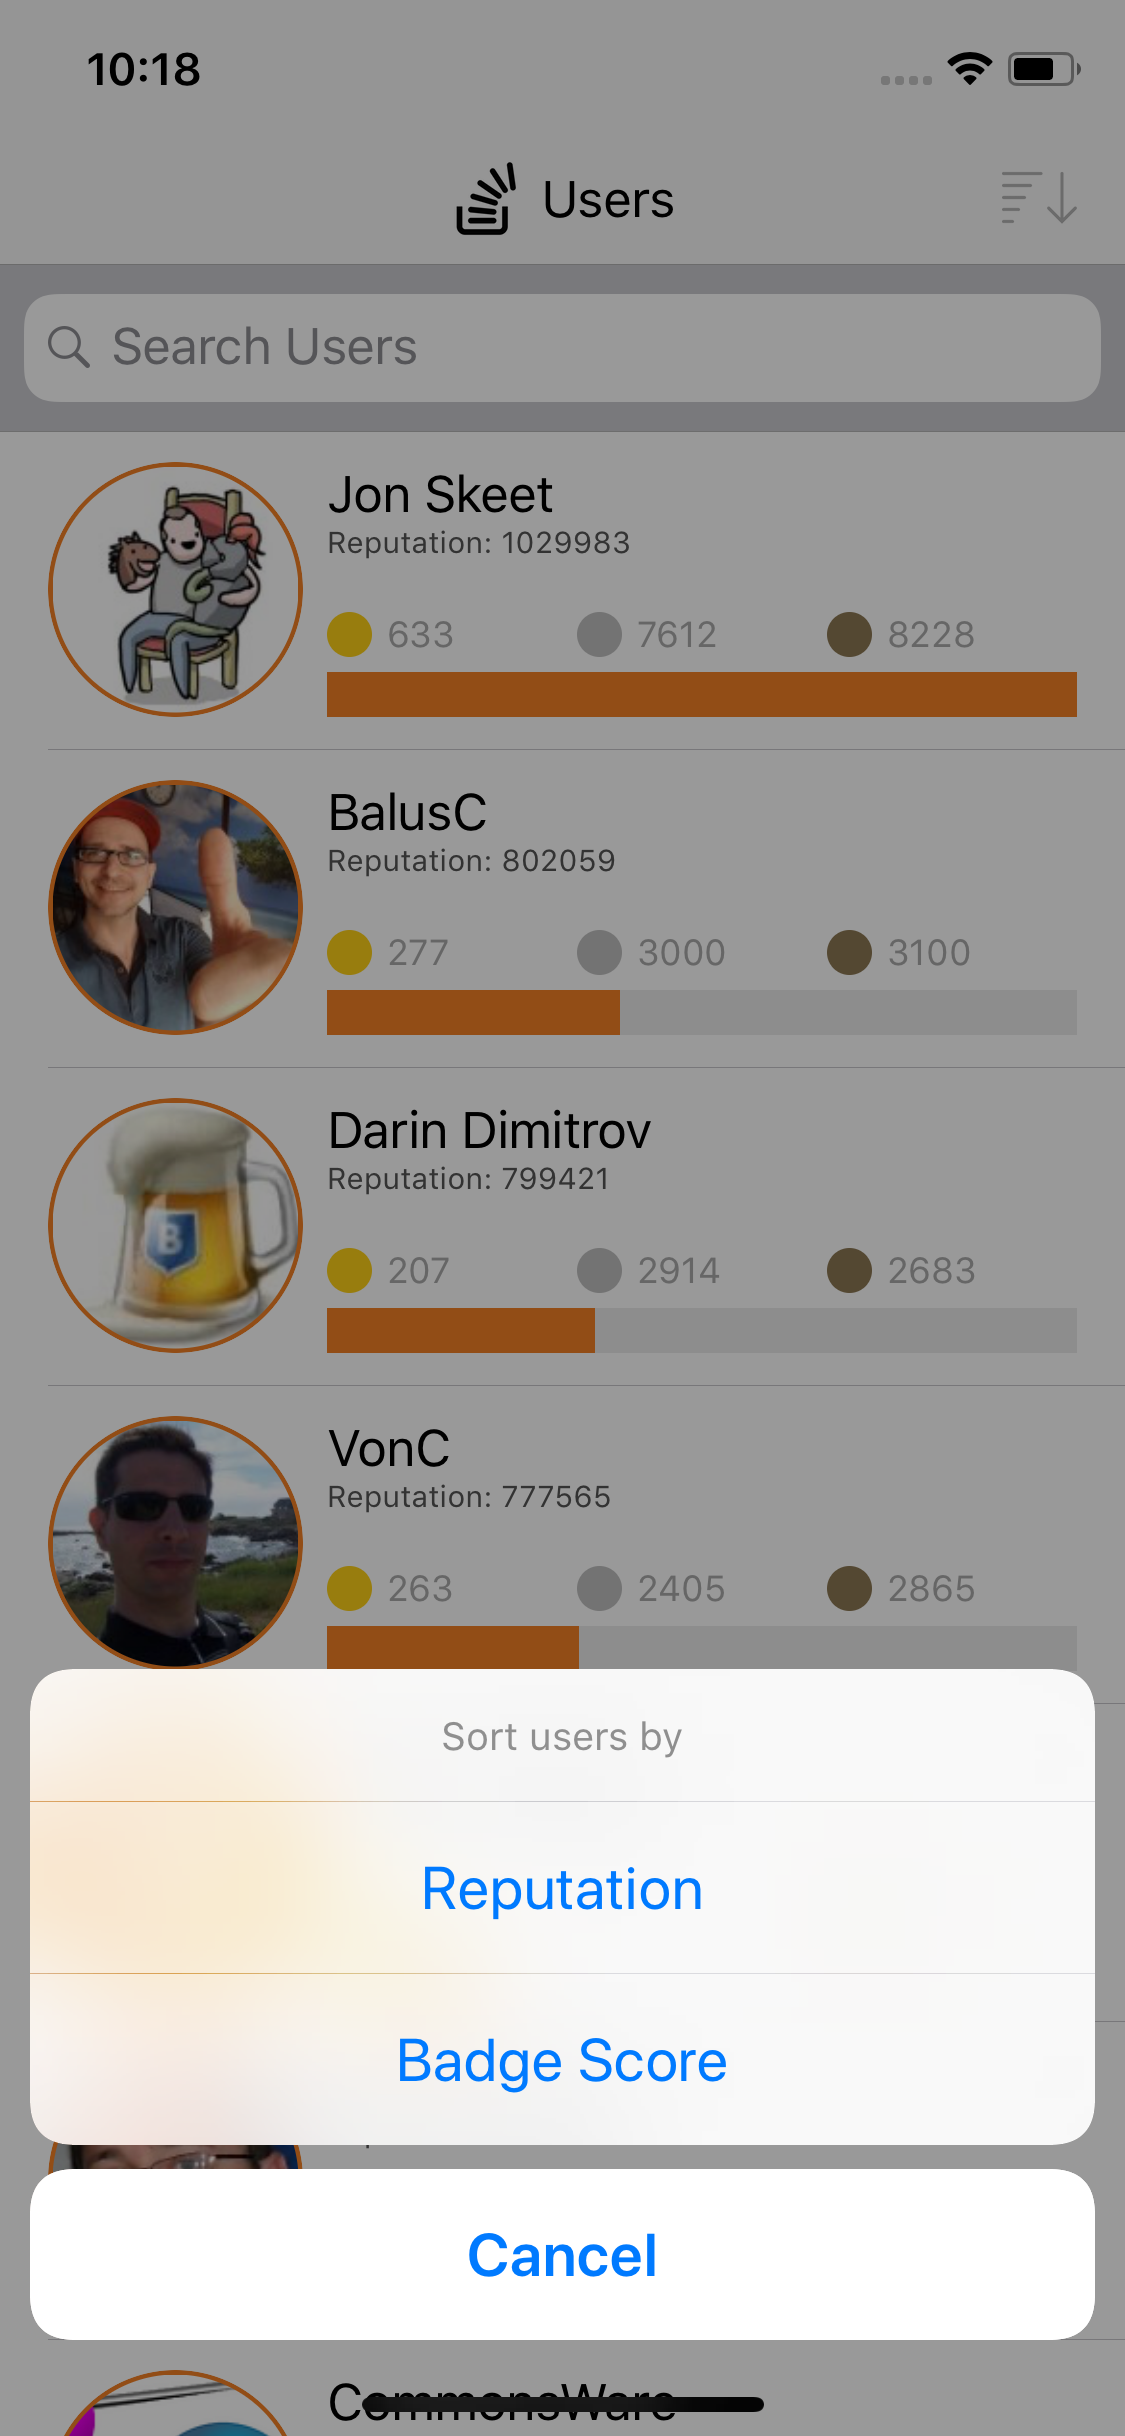 10:18
Users
Search Users
Jon Skeet
Reputation: 1029983
633 7612 8228
BalusC
Reputation: 802059
277 3000 3100
Darin Dimitrov
Reputation: 799421
B
207 2914 2683
VonC
Reputation: 777565
263 2405 2865
Sort users by
Reputation
Badge Score
Cancel
CommonsWare